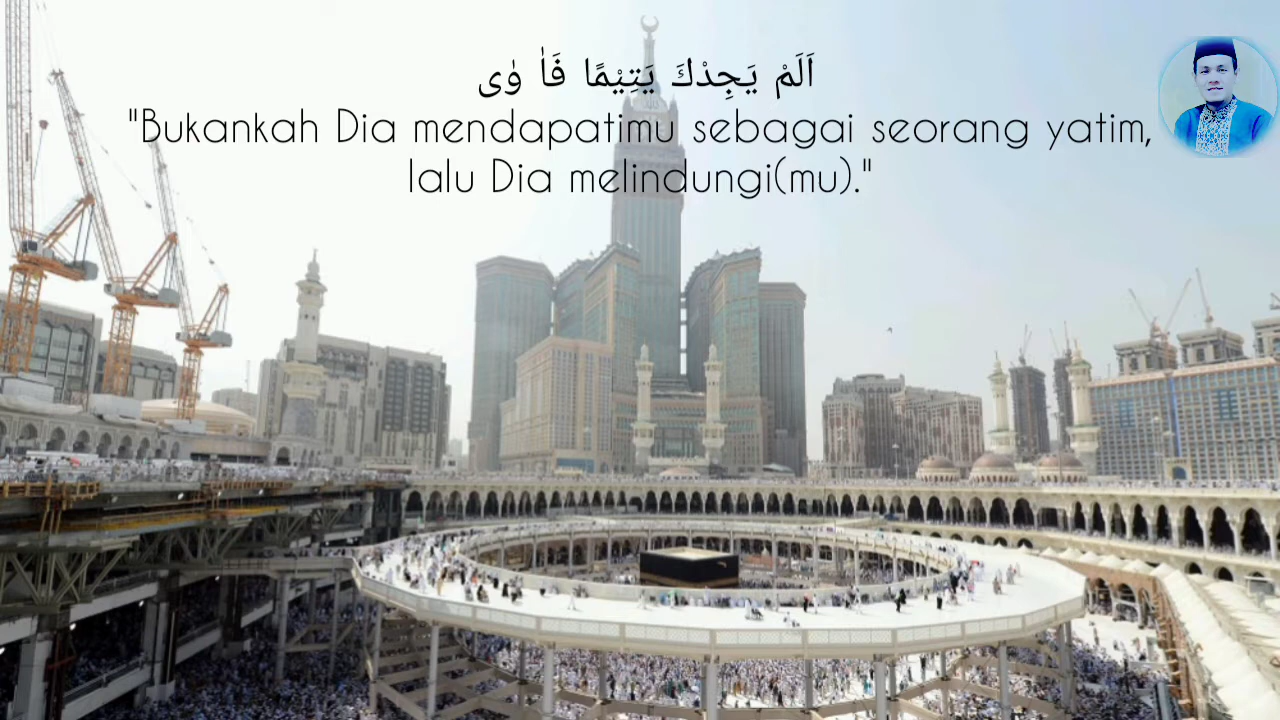 اَلَمْ يَجِدْكَ يَتِيْمًا فَاٰ وٰى
"Bukankah Dia mendapatimu sebagai seorang yatim,
lalu Dia melindungi(mu)."